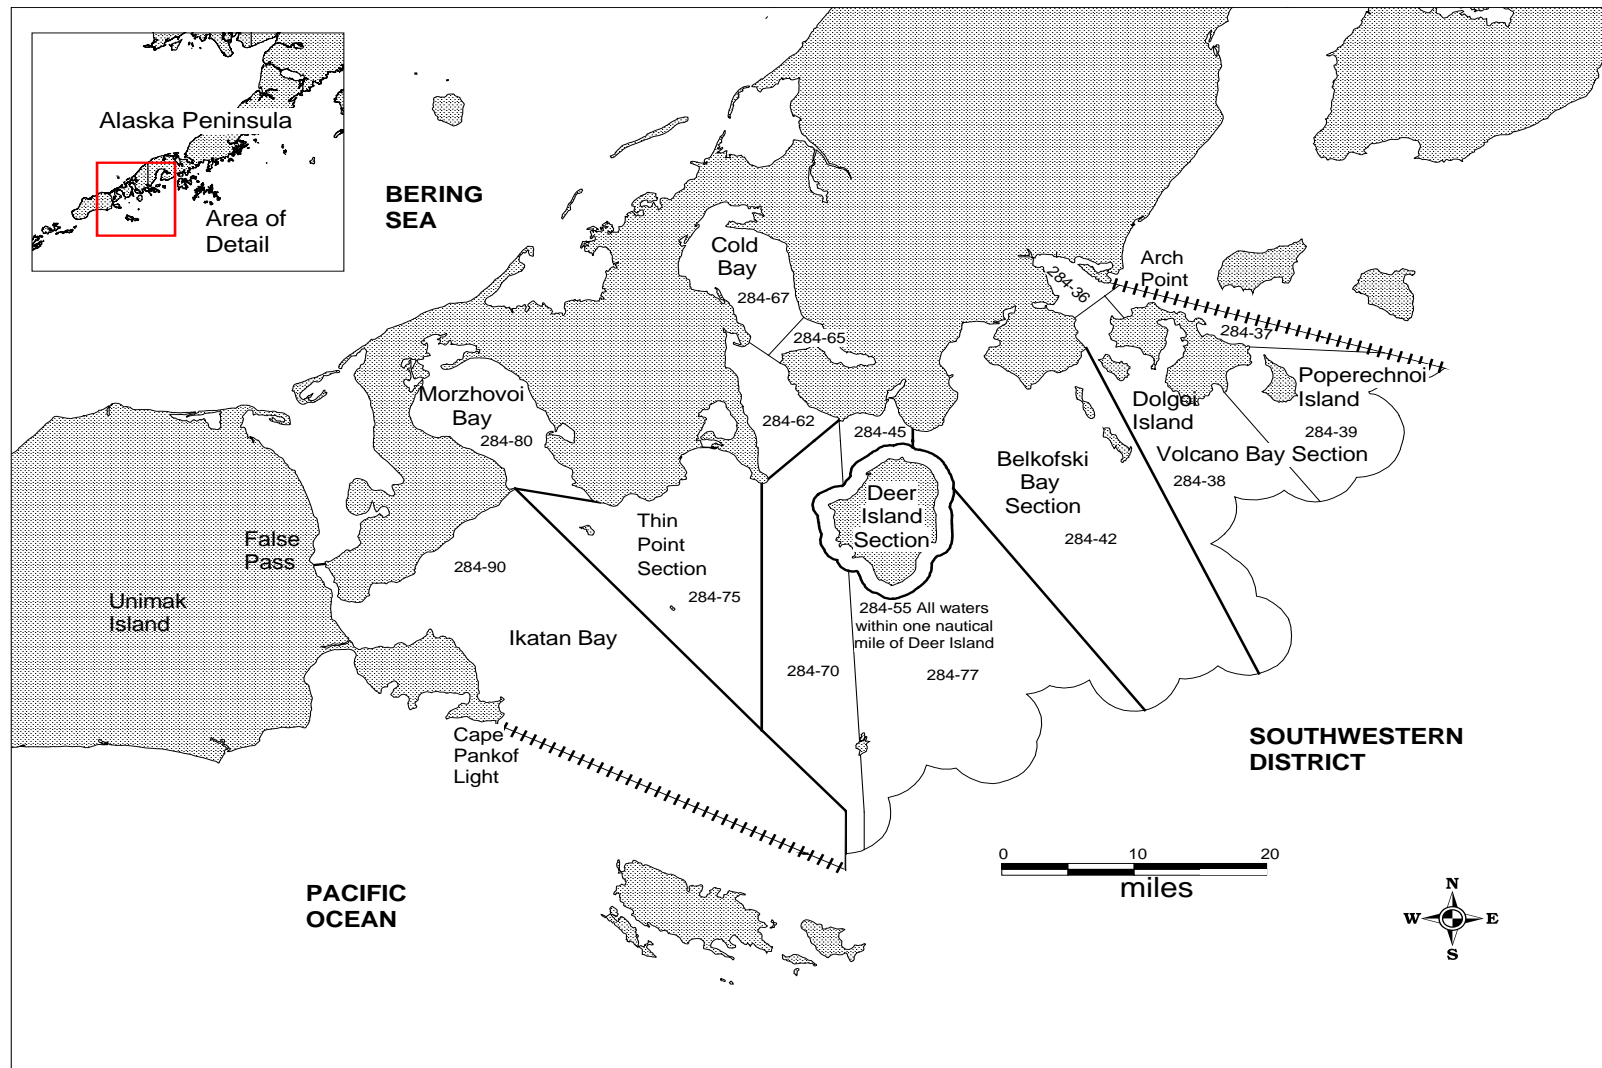 Alaska Peninsula
Area of
Detail
BERING
SEA
Cold
Bay
284-67
284-65
284-36
Arch
Point
284-37
Poperechnoi
Island
Dolgoi
Island
284-39
Volcano Bay Section
284-38
Morzhovoi
Bay
284-80
284-62
284-45
Belkofski
Bay
Section
284-42
Deer
Island
Section
Thin
Point
Section
284-75
False
Pass
284-90
Unimak
Island
Ikatan Bay
284-55 All waters
within one nautical
mile of Deer Island
284-70
284-77
Cape
Pankof
Light
SOUTHWESTERN
DISTRICT
PACIFIC
OCEAN
0 10 20
miles
N
W E
S